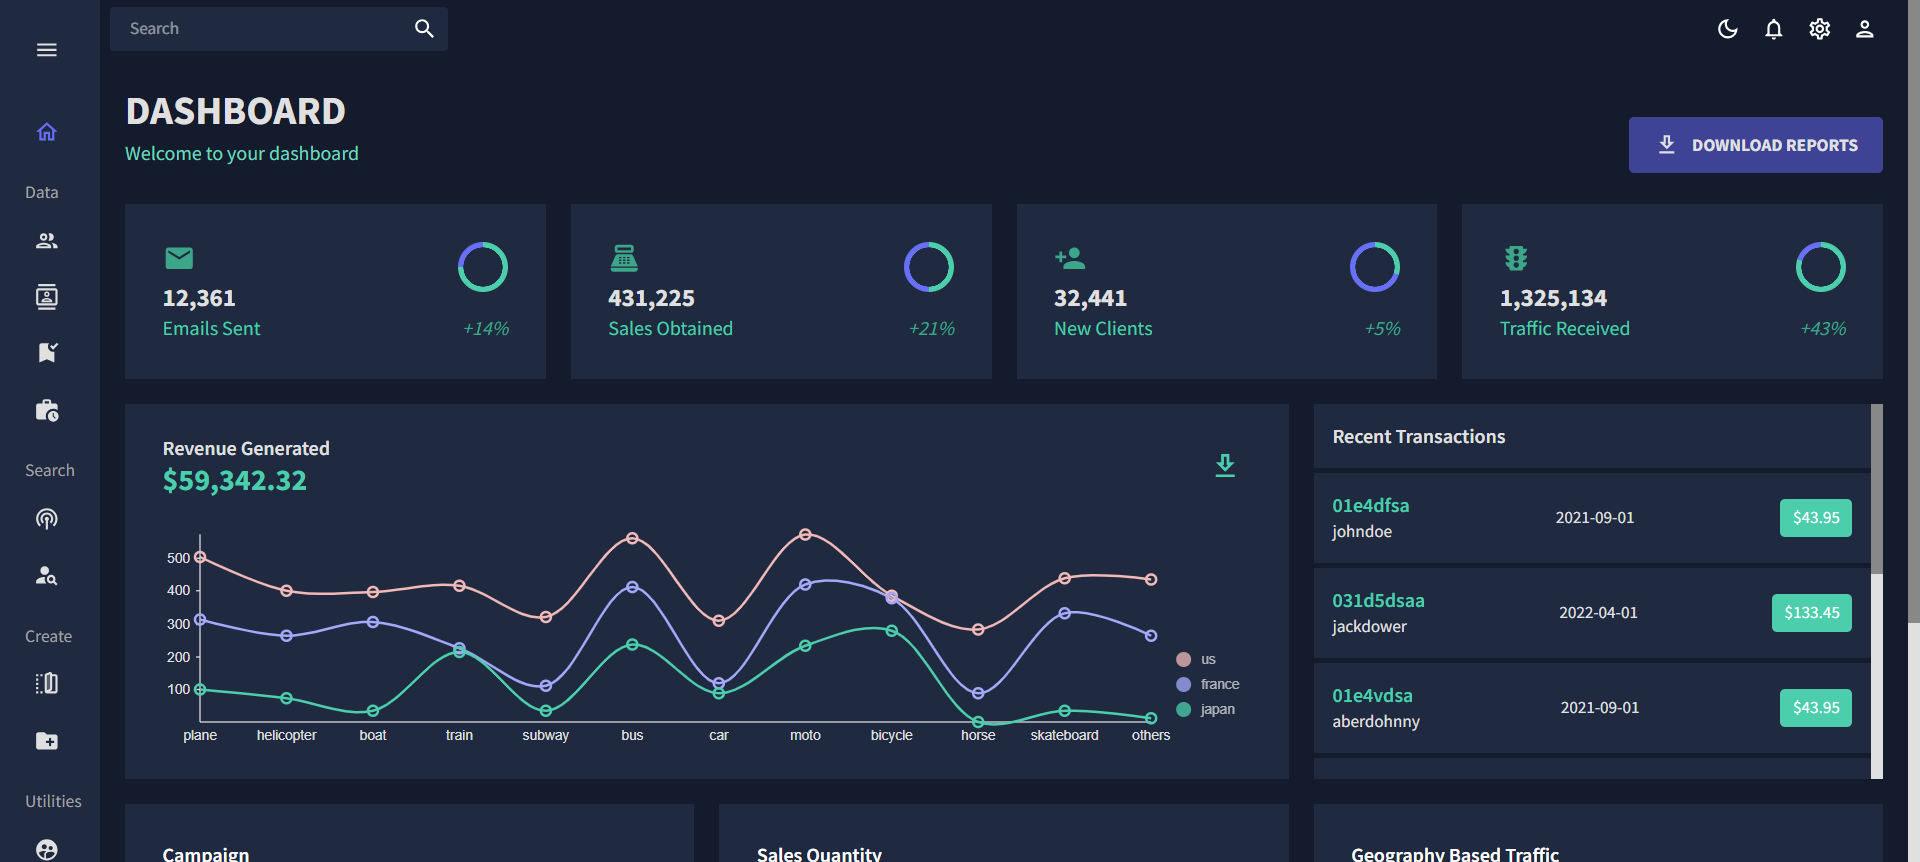 Search
DASHBOARD
Welcome to your dashboard
DOWNLOAD REPORTS
Data
Search
Create
Utilities
12,361
Emails Sent
+14%
431,225
Sales Obtained
+21%
32,441
New Clients
+5%
1,325,134
Traffic Received
+43%
Revenue Generated
$59,342.32
500
400
300
200
100
plane helicopter boat train subway bus car moto bicycle horse skateboard others
us
france
japan
Recent Transactions
01e4dfsa
johndoe
2021-09-01
$43.95
031d5dsaa
jackdower
2022-04-01
$133.45
01e4vdsa
aberdohnny
2021-09-01
$43.95
Campaign
Sales Quantity
Geography Based Traffic